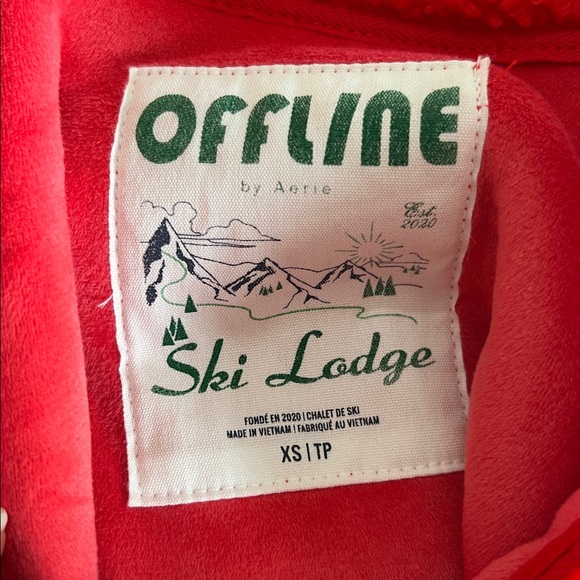 OFFLINE
by Aerie
Est.
2020
Ski Lodge
FONDÉ EN 2020 | CHALET DE SKI
MADE IN VIETNAM | FABRIQUÉ AU VIETNAM
XS | TP